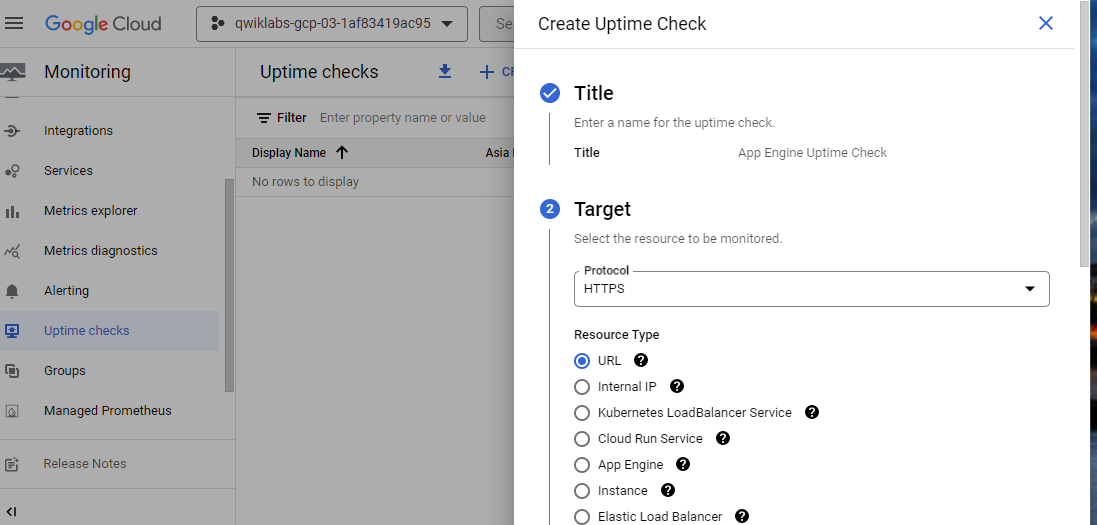 Google Cloud
qwiklabs-gcp-03-1af83419ac95
Sea
Monitoring
Integrations
Services
Metrics explorer
Metrics diagnostics
Alerting
Uptime checks
Groups
Managed Prometheus
Release Notes
Uptime checks
CR
Filter Enter property name or value
Display Name Asia
No rows to display
Create Uptime Check
Title
Enter a name for the uptime check.
Title App Engine Uptime Check
2 Target
Select the resource to be monitored.
Protocol
HTTPS
Resource Type
URL ?
Internal IP ?
Kubernetes LoadBalancer Service ?
Cloud Run Service ?
App Engine ?
Instance ?
Elastic Load Balancer ?